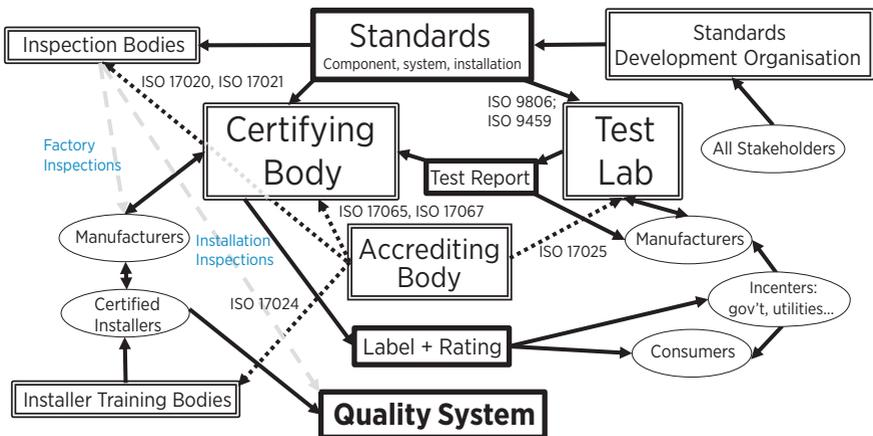 Inspection Bodies
Standards
Component, system, installation
Standards
Development Organisation
ISO 17020, ISO 17021
ISO 9806;
ISO 9459
Certifying
Body
Test
Lab
All Stakeholders
Factory
Inspections
Test Report
ISO 17065, ISO 17067
Manufacturers
Installation
Inspections
Accrediting
Body
ISO 17025
Manufacturers
Certified
Installers
ISO 17024
Incenters:
gov't, utilities...
Label + Rating
Consumers
Installer Training Bodies
Quality System